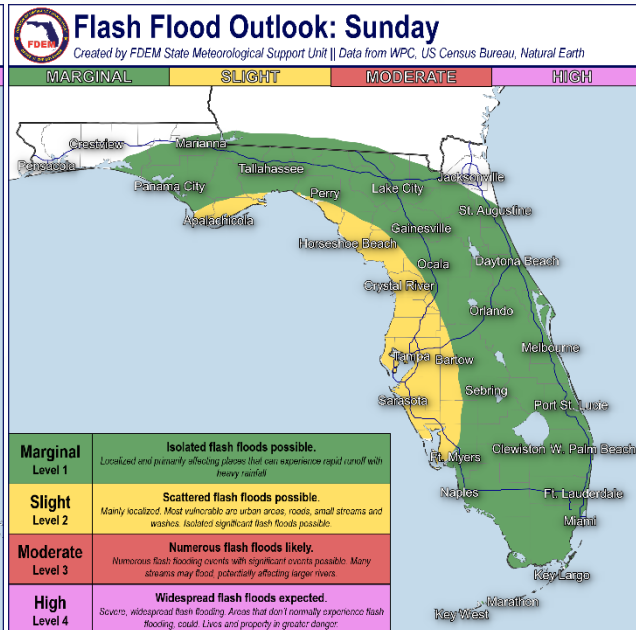 Flash Flood Outlook: Sunday
FDEM
Created by FDEM State Meteorological Support Unit || Data from WPC, US Census Bureau, Natural Earth
MARGINAL SLIGHT MODERATE HIGH
Crestview
Marianna
Pensacola
Tallahassee
Jacksonville
Panama City
Perry
Lake City
Apalachicola
St. Augustine
Gainesville
Horseshoe Beach
Ocala
Daytona Beach
Crystal River
Orlando
Tampa
Bartow
Melbourne
Sarasota
Sebring
Port St. Lucie
Clewiston
W. Palm Beach
Ft. Myers
Naples
Ft. Lauderdale
Miami
Key Largo
Marathon
Key West
Marginal
Level 1
Isolated flash floods possible.
Localized and primarily affecting places that can experience rapid runoff with
heavy rainfall
Slight
Level 2
Scattered flash floods possible.
Mainly localized. Most vulnerable are urban areas, roads, small streams and
washes. Isolated significant flash floods possible.
Moderate
Level 3
Numerous flash floods likely.
Numerous flash flooding events with significant events possible. Many
streams may flood, potentially affecting larger rivers.
High
Level 4
Widespread flash floods expected.
Severe, widespread flash flooding. Areas that don't normally experience flash
flooding, could. Lives and property in greater danger.